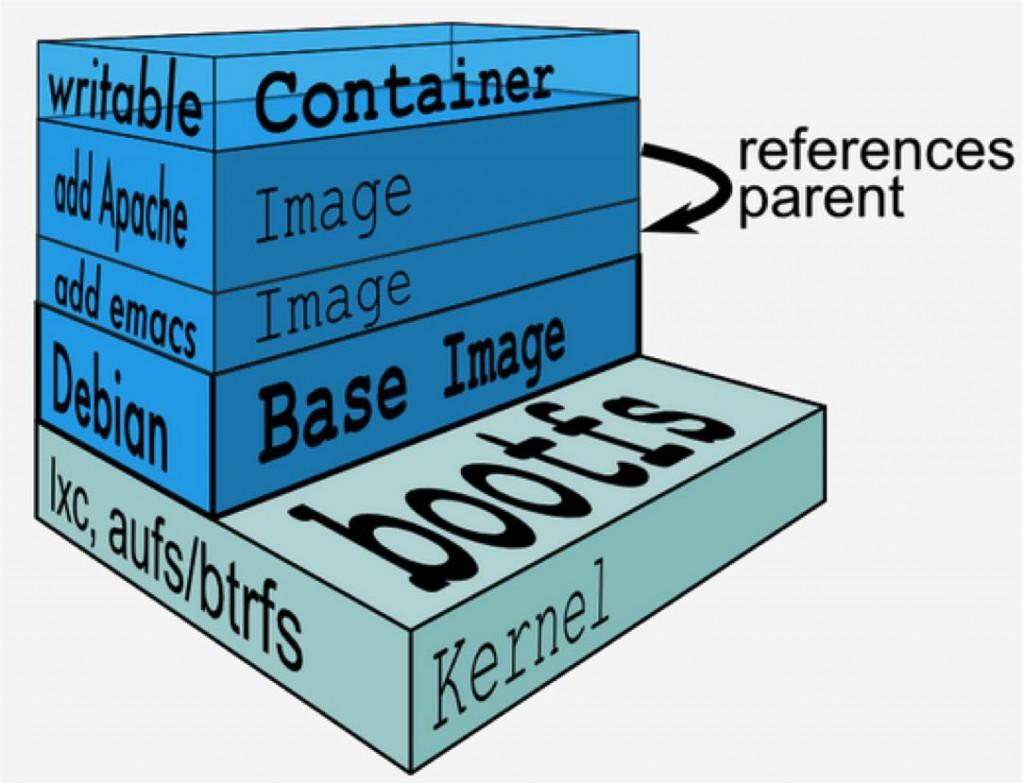 writable Container
add Apache Image
add emacs Image
Debian Base Image
references
parent
bootfs
lxc, aufs/btrfs
Kernel